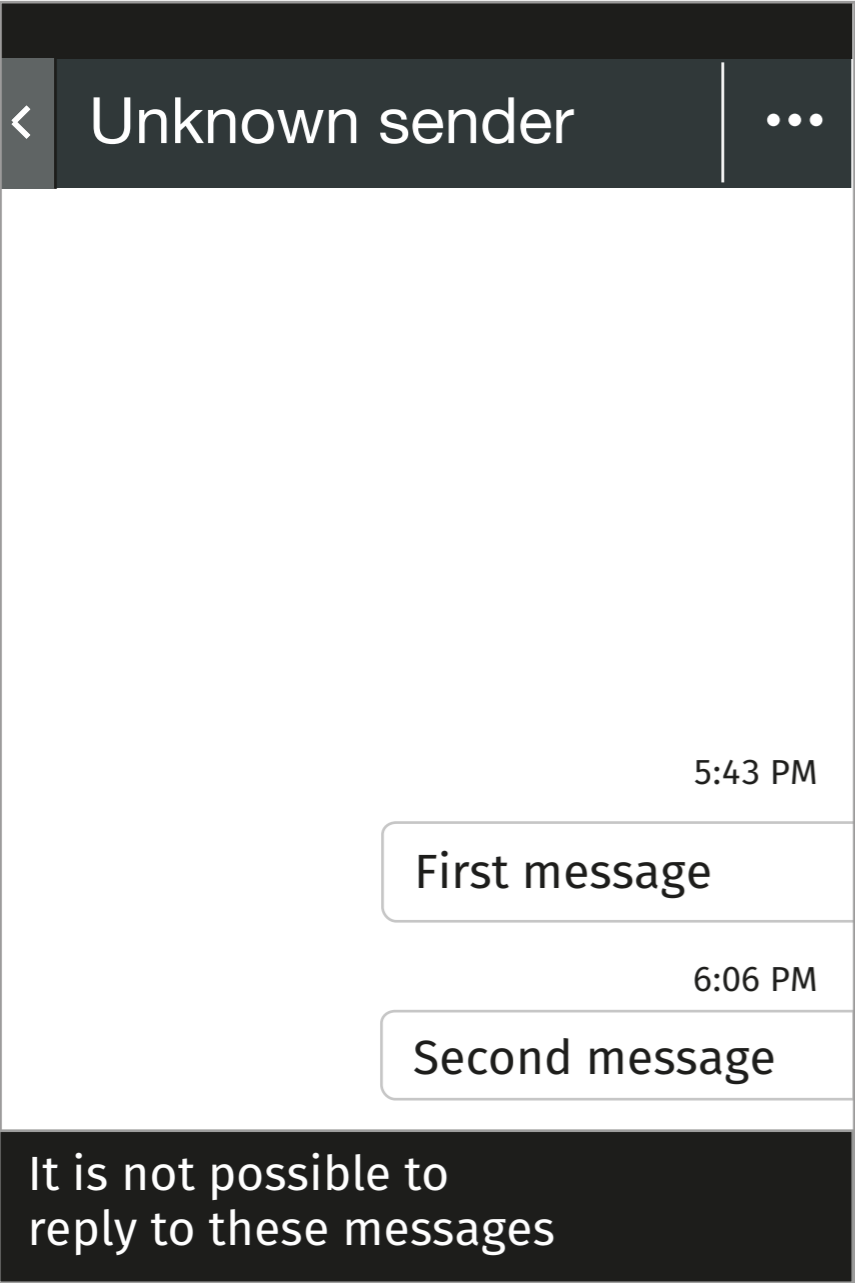 Unknown sender
5:43 PM
First message
6:06 PM
Second message
It is not possible to
reply to these messages